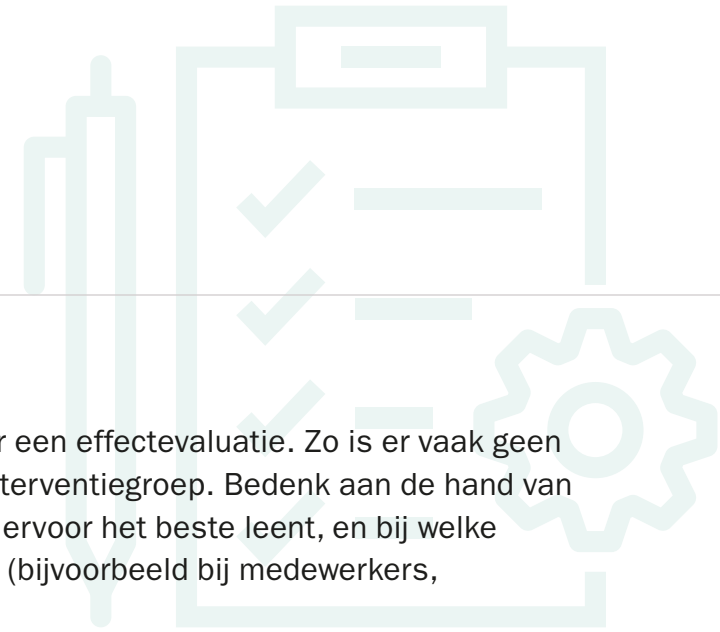 een effectevaluatie. Zo is er vaak geen
terventiegroep. Bedenk aan de hand van
ervoor het beste leent, en bij welke
(bijvoorbeeld bij medewerkers,